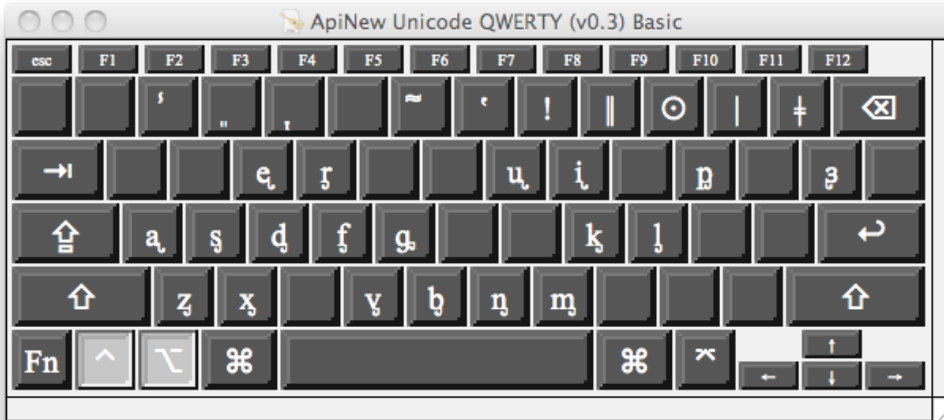 ApiNew Unicode QWERTY (v0.3) Basic
esc F1 F2 F3 F4 F5 F6 F7 F8 F9 F10 F11 F12
≈ ʿ ! ‖ ⊙ | ǂ ⌫
⇥ ę ɽ̨ ų į
ą ᶊ ᶁ ᶂ ᶃ ᶄ ᶅ ↩
⇧ ᶎ ᶍ ᶌ ᶀ ᶇ ᶆ ⇧
Fn ^ ⌥ ⌘ ⌘ ⌤ ↑
← ↓ →